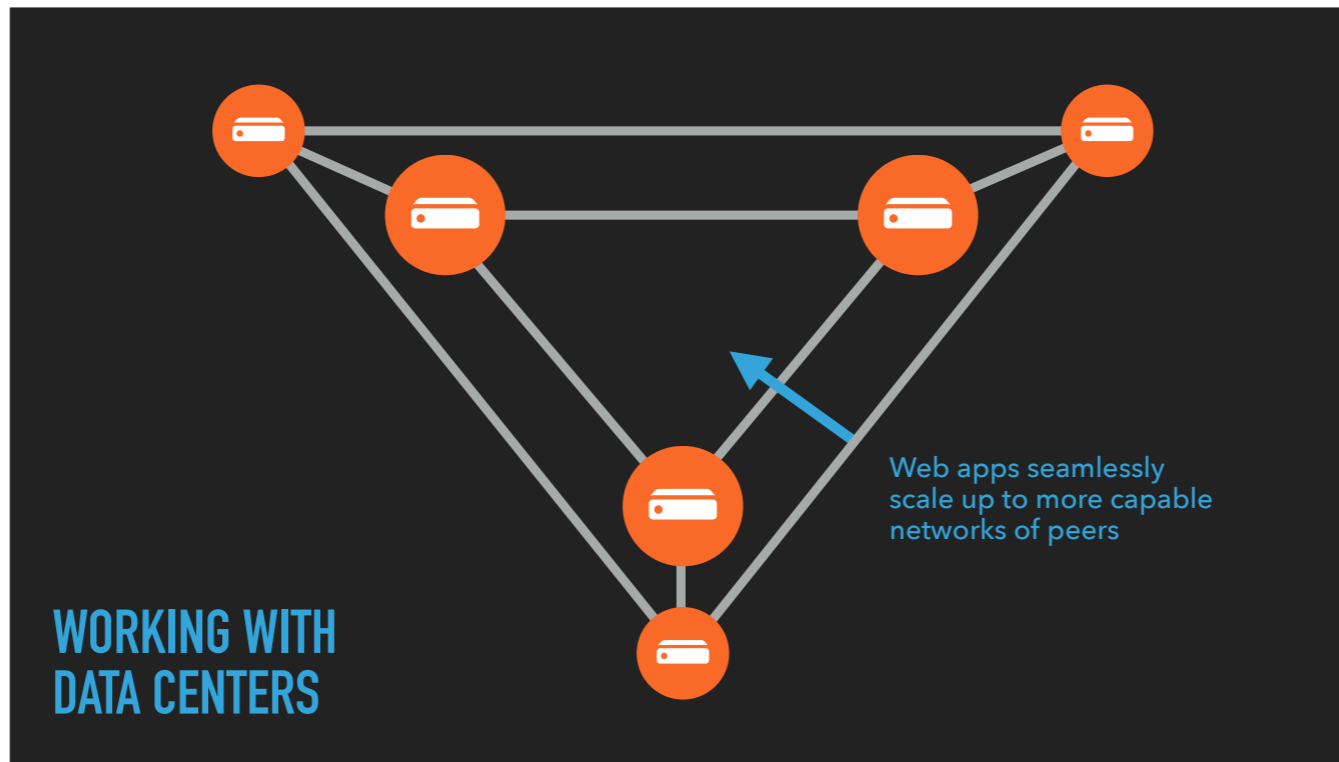 Web apps seamlessly
scale up to more capable
networks of peers
WORKING WITH
DATA CENTERS